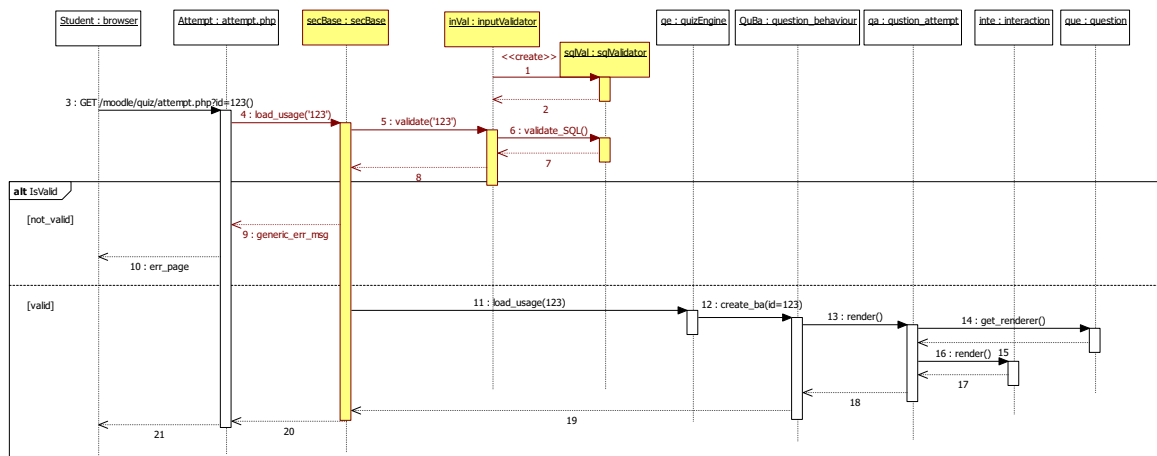 Student : browser
Attempt : attempt.php
secBase : secBase
inVal : inputValidator
sqlVal : sqlValidator
qe : quizEngine
QuBa : question_behaviour
qa : qustion_attempt
inte : interaction
que : question
<<create>>
1
2
3 : GET /moodle/quiz/attempt.php?id=123()
4 : load_usage('123')
5 : validate('123')
6 : validate_SQL()
7
8
alt IsValid
[not_valid]
9 : generic_err_msg
10 : err_page
[valid]
11 : load_usage(123)
12 : create_ba(id=123)
13 : render()
14 : get_renderer()
15
16 : render()
17
18
19
20
21